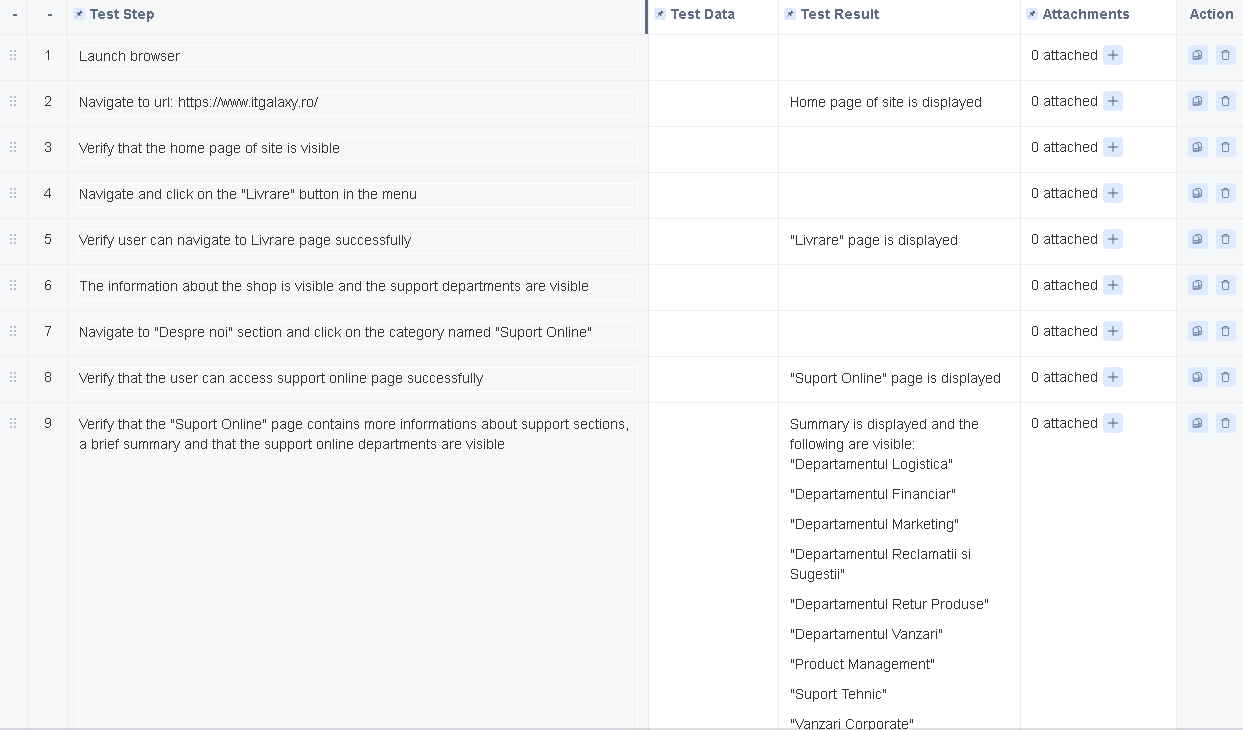 - - Test Step Test Data Test Result Attachments Action
1 Launch browser 0 attached
2 Navigate to url: https://www.itgalaxy.ro/ Home page of site is displayed 0 attached
3 Verify that the home page of site is visible 0 attached
4 Navigate and click on the "Livrare" button in the menu 0 attached
5 Verify user can navigate to Livrare page successfully "Livrare" page is displayed 0 attached
6 The information about the shop is visible and the support departments are visible 0 attached
7 Navigate to "Despre noi" section and click on the category named "Suport Online" 0 attached
8 Verify that the user can access support online page successfully "Suport Online" page is displayed 0 attached
9 Verify that the "Suport Online" page contains more informations about support sections, Summary is displayed and the 0 attached
a brief summary and that the support online departments are visible following are visible:
"Departamentul Logistica"
"Departamentul Financiar"
"Departamentul Marketing"
"Departamentul Reclamatii si
Sugestii"
"Departamentul Retur Produse"
"Departamentul Vanzari"
"Product Management"
"Suport Tehnic"
"Vanzari Corporate"